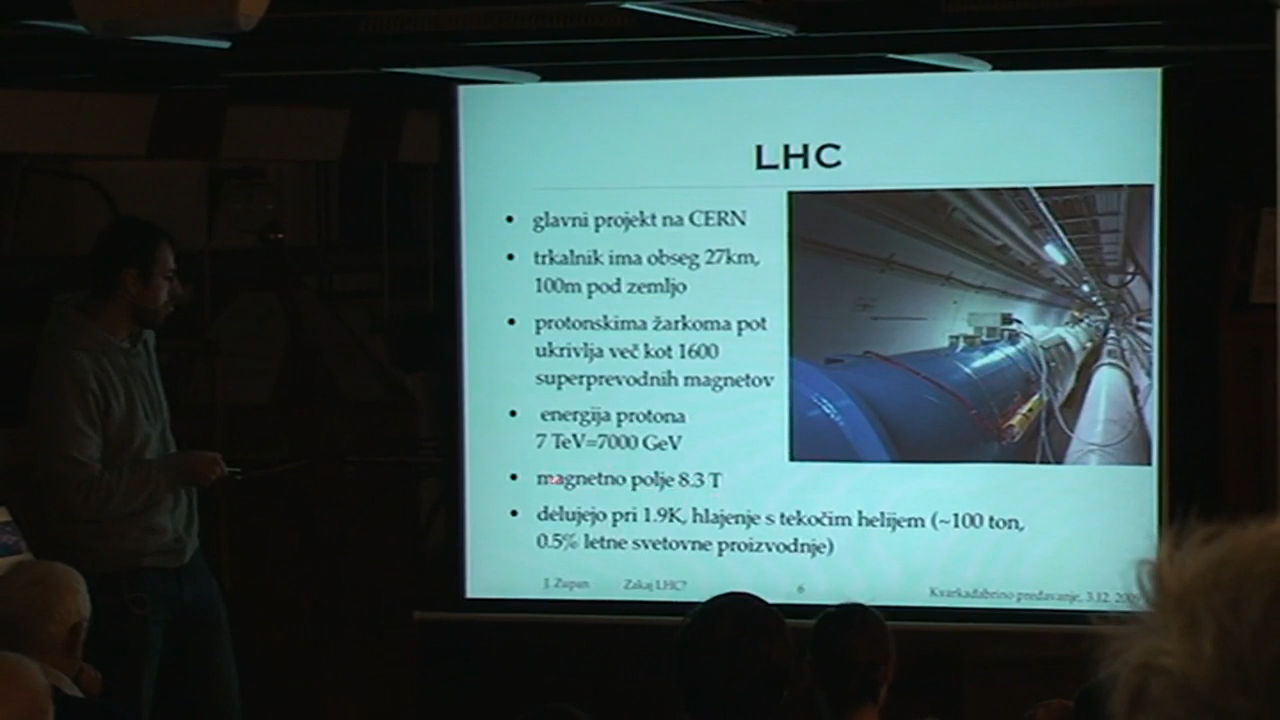 LHC
• glavni projekt na CERN
• trkalnik ima obseg 27km,
100m pod zemljo
• protonskima žarkoma pot
ukrivlja več kot 1600
superprevodnih magnetov
• energija protona
7 TeV=7000 GeV
• magnetno polje 8.3 T
• delujejo pri 1.9K, hlajenje s tekočim helijem (~100 ton,
0.5% letne svetovne proizvodnje)
J. Zupan Zakaj LHC? 6 Kvarkadabrino predavanje, 3.12.